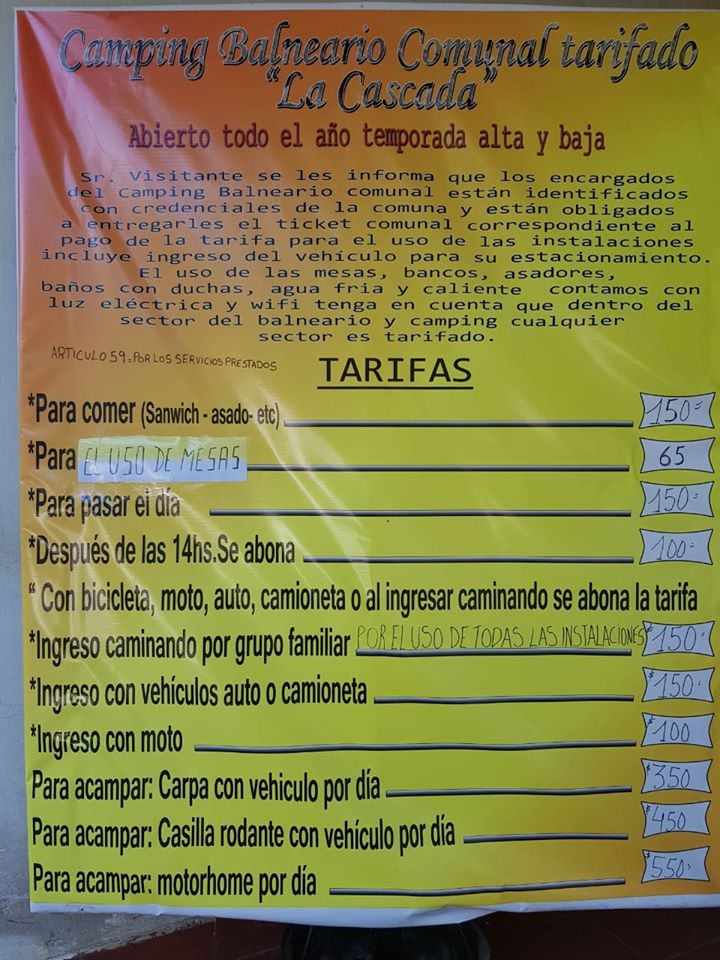 Camping Balneario Comunal tarifado
"La Cascada"
Abierto todo el año temporada alta y baja
Sr. Visitante se les informa que los encargados
del Camping Balneario comunal están identificados
con credenciales de la comuna y están obligados
a entregarles el ticket comunal correspondiente al
pago de la tarifa para el uso de las instalaciones
incluye ingreso del vehículo para su estacionamiento.
El uso de las mesas, bancos, asadores,
baños con duchas, agua fria y caliente contamos con
luz eléctrica y wifi tenga en cuenta que dentro del
sector del balneario y camping cualquier
sector es tarifado.
ARTICULO 59=POR LOS SERVICIOS PRESTADOS
TARIFAS
*Para comer (Sanwich - asado- etc) 150=
*Para EL USO DE MESAS 65
*Para pasar el día 150=
*Después de las 14hs.Se abona 100=
" Con bicicleta, moto, auto, camioneta o al ingresar caminando se abona la tarifa
*Ingreso caminando por grupo familiar POR EL USO DE TODAS LAS INSTALACIONES $150=
*Ingreso con vehículos auto o camioneta $150=
*Ingreso con moto $100
Para acampar: Carpa con vehiculo por día $350
Para acampar: Casilla rodante con vehículo por día $450
Para acampar: motorhome por día $550=